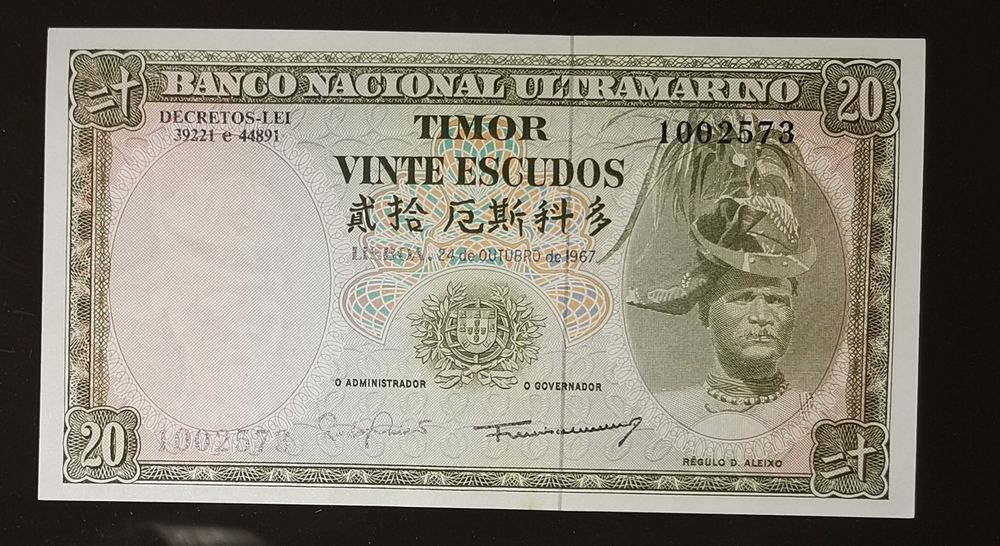 二十
BANCO NACIONAL ULTRAMARINO
20
DECRETOS-LEI
39221 e 44891
TIMOR
1002573
VINTE ESCUDOS
貳拾厄斯科多
LISBOA, 24 de OUTUBRO de 1967
O ADMINISTRADOR
O GOVERNADOR
20
1002573
RÉGULO D. ALEIXO
二十